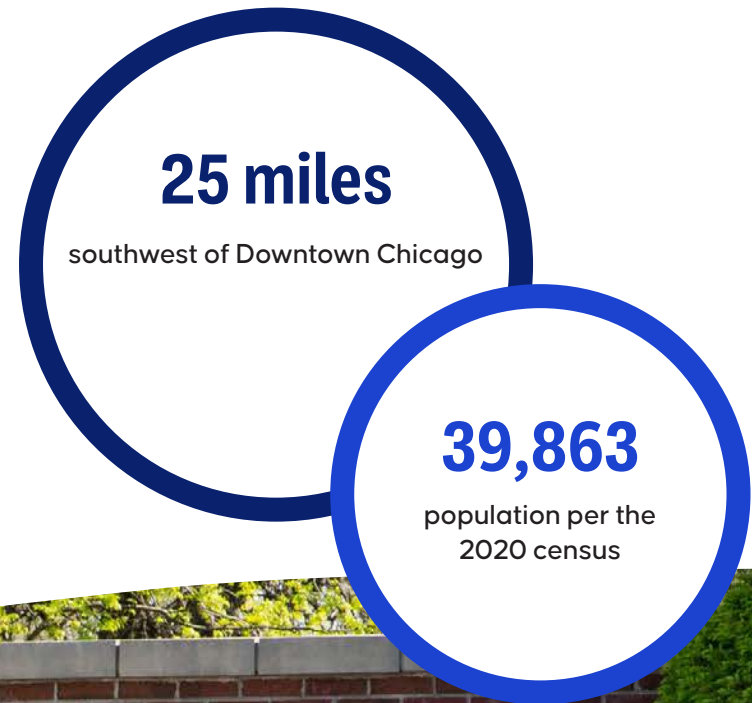 25 miles
southwest of Downtown Chicago
39,863
population per the
2020 census